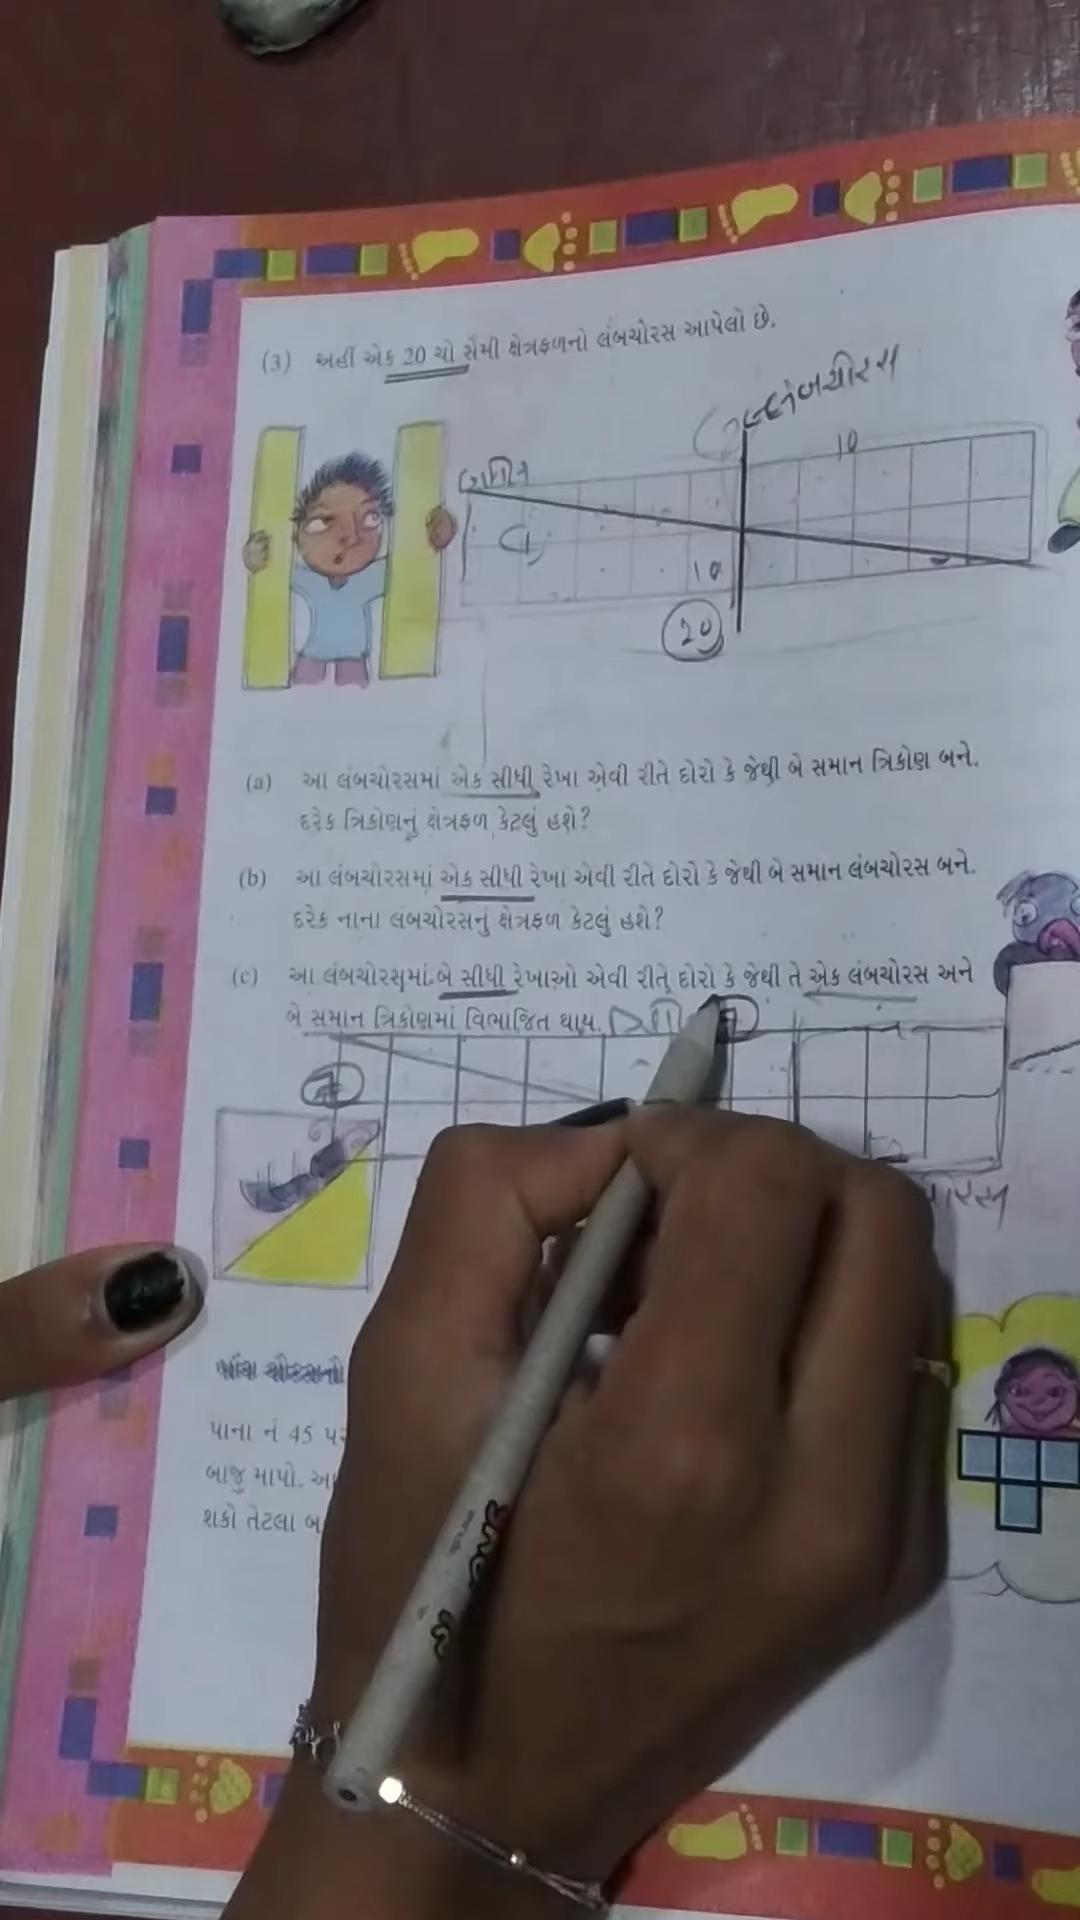 (3) અહીં એક 20 ચો સેમી ક્ષેત્રફળનો લંબચોરસ આપેલો છે.
લંબચોરસ
10
10
20
(a) આ લંબચોરસમાં એક સીધી રેખા એવી રીતે દોરો કે જેથી બે સમાન ત્રિકોણ બને.
દરેક ત્રિકોણનું ક્ષેત્રફળ કેટલું હશે?
(b) આ લંબચોરસમાં એક સીધી રેખા એવી રીતે દોરો કે જેથી બે સમાન લંબચોરસ બને.
દરેક નાના લંબચોરસનું ક્ષેત્રફળ કેટલું હશે?
(c) આ લંબચોરસમાં બે સીધી રેખાઓ એવી રીતે દોરો કે જેથી તે એક લંબચોરસ અને
બે સમાન ત્રિકોણમાં વિભાજિત થાય.
પાના નં 45 પર
બાજુ માપો.
શકો તેટલા